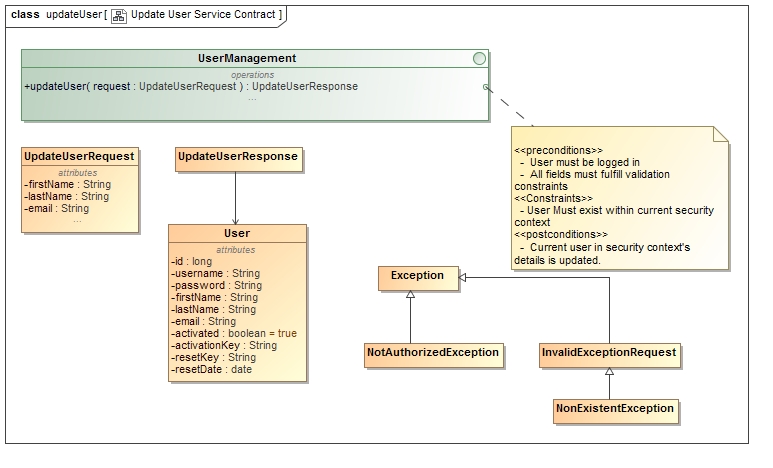 class updateUser [ Update User Service Contract ]
UserManagement
operations
+updateUser( request : UpdateUserRequest ) : UpdateUserResponse
...
UpdateUserRequest
attributes
-firstName : String
-lastName : String
-email : String
...
UpdateUserResponse
User
attributes
-id : long
-username : String
-password : String
-firstName : String
-lastName : String
-email : String
-activated : boolean = true
-activationKey : String
-resetKey : String
-resetDate : date
<<preconditions>>
- User must be logged in
- All fields must fulfill validation
constraints
<<Constraints>>
- User Must exist within current security
context
<<postconditions>>
- Current user in security context's
details is updated.
Exception
NotAuthorizedException
InvalidExceptionRequest
NonExistentException